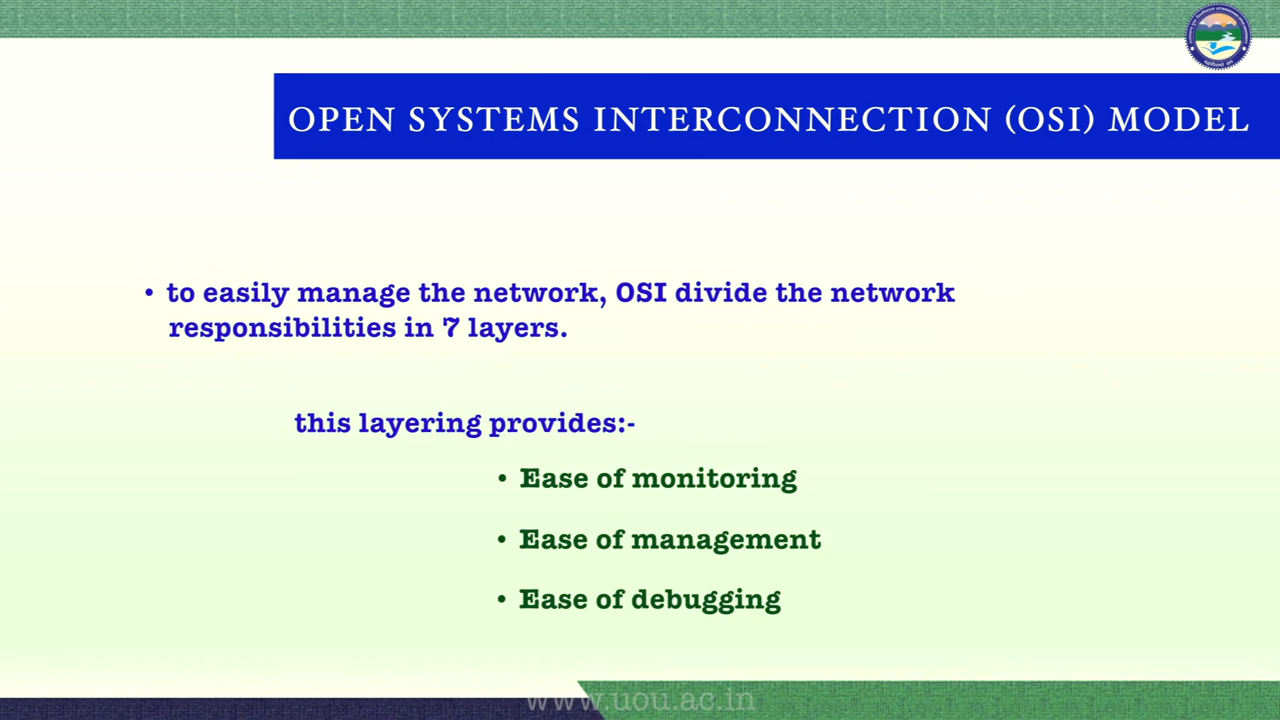 OPEN SYSTEMS INTERCONNECTION (OSI) MODEL
• to easily manage the network, OSI divide the network
responsibilities in 7 layers.
this layering provides:-
• Ease of monitoring
• Ease of management
• Ease of debugging
www.uou.ac.in